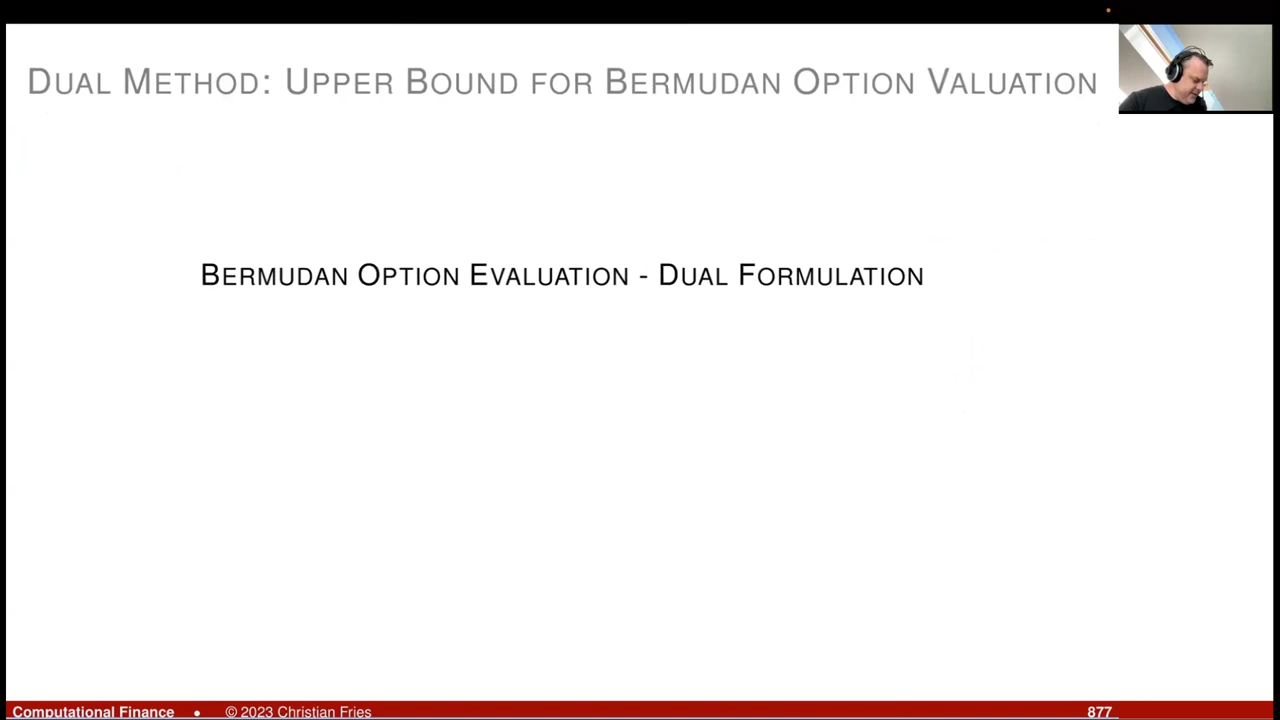 DUAL METHOD: UPPER BOUND FOR BERMUDAN OPTION VALUATION
BERMUDAN OPTION EVALUATION - DUAL FORMULATION
Computational Finance • © 2023 Christian Fries 877